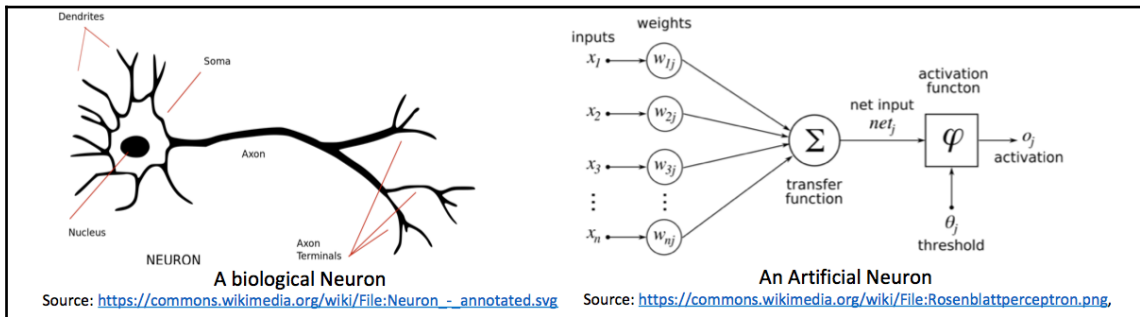 Dendrites
Soma
Axon
Nucleus
Axon
Terminals
NEURON
A biological Neuron
Source: https://commons.wikimedia.org/wiki/File:Neuron_-_annotated.svg
inputs
weights
x1
w1j
x2
w2j
x3
w3j
⋮
⋮
xn
wnj
Σ
transfer
function
net input
netj
activation
functon
φ
oj
activation
θj
threshold
An Artificial Neuron
Source: https://commons.wikimedia.org/wiki/File:Rosenblattperceptron.png,